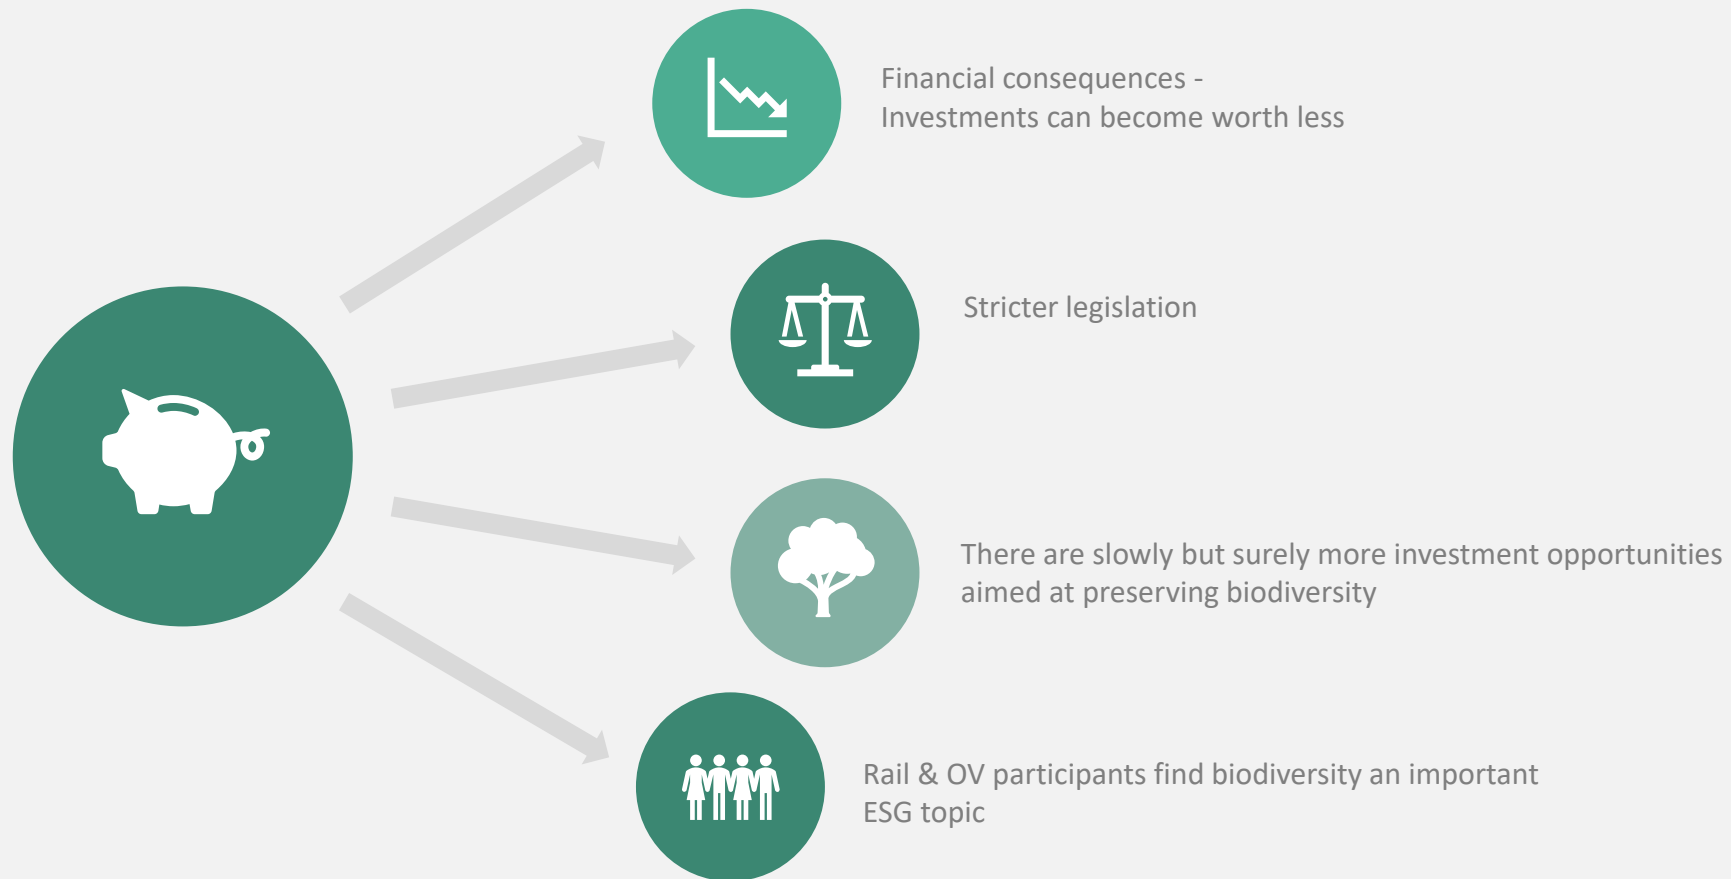 Financial consequences -
Investments can become worth less
Stricter legislation
There are slowly but surely more investment opportunities
aimed at preserving biodiversity
Rail & OV participants find biodiversity an important
ESG topic